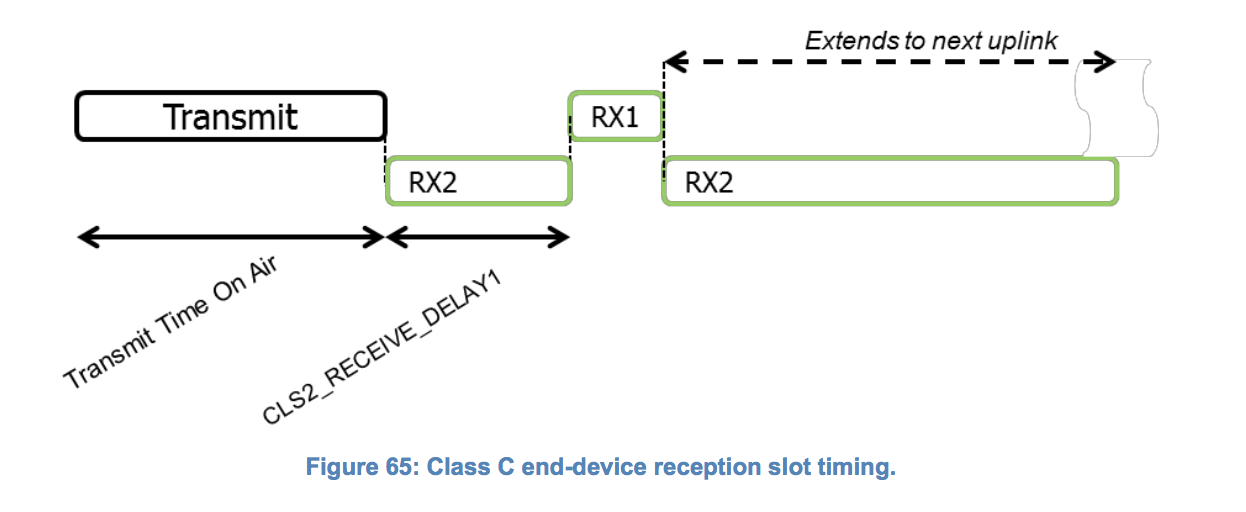 Extends to next uplink
Transmit
RX1
RX2
RX2
Transmit Time On Air
CLS2_RECEIVE_DELAY1
Figure 65: Class C end-device reception slot timing.